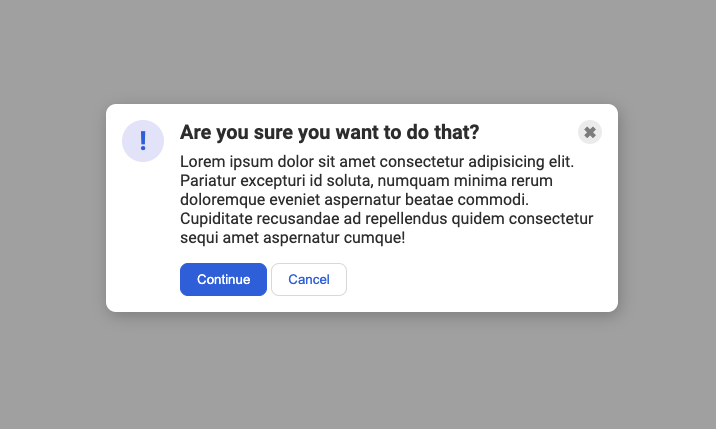 !
Are you sure you want to do that?
✖
Lorem ipsum dolor sit amet consectetur adipisicing elit.
Pariatur excepturi id soluta, numquam minima rerum
doloremque eveniet aspernatur beatae commodi.
Cupiditate recusandae ad repellendus quidem consectetur
sequi amet aspernatur cumque!
Continue
Cancel